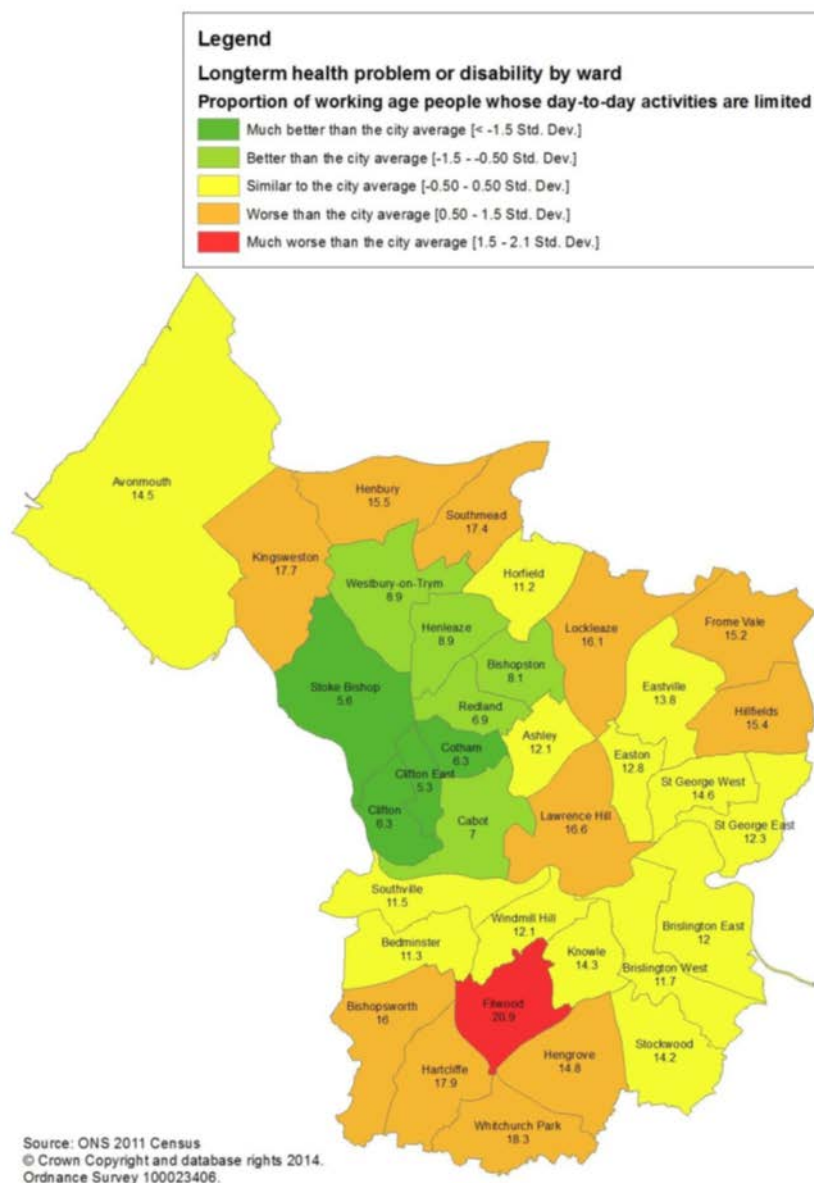 Legend
Longterm health problem or disability by ward
Proportion of working age people whose day-to-day activities are limited
Much better than the city average [< -1.5 Std. Dev.]
Better than the city average [-1.5 - -0.50 Std. Dev.]
Similar to the city average [-0.50 - 0.50 Std. Dev.]
Worse than the city average [0.50 - 1.5 Std. Dev.]
Much worse than the city average [1.5 - 2.1 Std. Dev.]
Avonmouth
14.5
Henbury
15.5
Southmead
17.4
Kingsweston
17.7
Westbury-on-Trym
8.9
Horfield
11.2
Henleaze
8.9
Lockleaze
16.1
Frome Vale
15.2
Bishopston
8.1
Stoke Bishop
5.6
Eastville
13.8
Hillfields
15.4
Redland
6.9
Ashley
12.1
Cotham
6.3
Easton
12.8
Clifton East
5.3
St George West
14.6
Clifton
6.3
Cabot
7
Lawrence Hill
16.6
St George East
12.3
Southville
11.5
Windmill Hill
12.1
Brislington East
12
Bedminster
11.3
Knowle
14.3
Brislington West
11.7
Bishopsworth
16
Filwood
20.9
Stockwood
14.2
Hengrove
14.8
Hartcliffe
17.9
Whitchurch Park
18.3
Source: ONS 2011 Census
© Crown Copyright and database rights 2014.
Ordnance Survey 100023406.